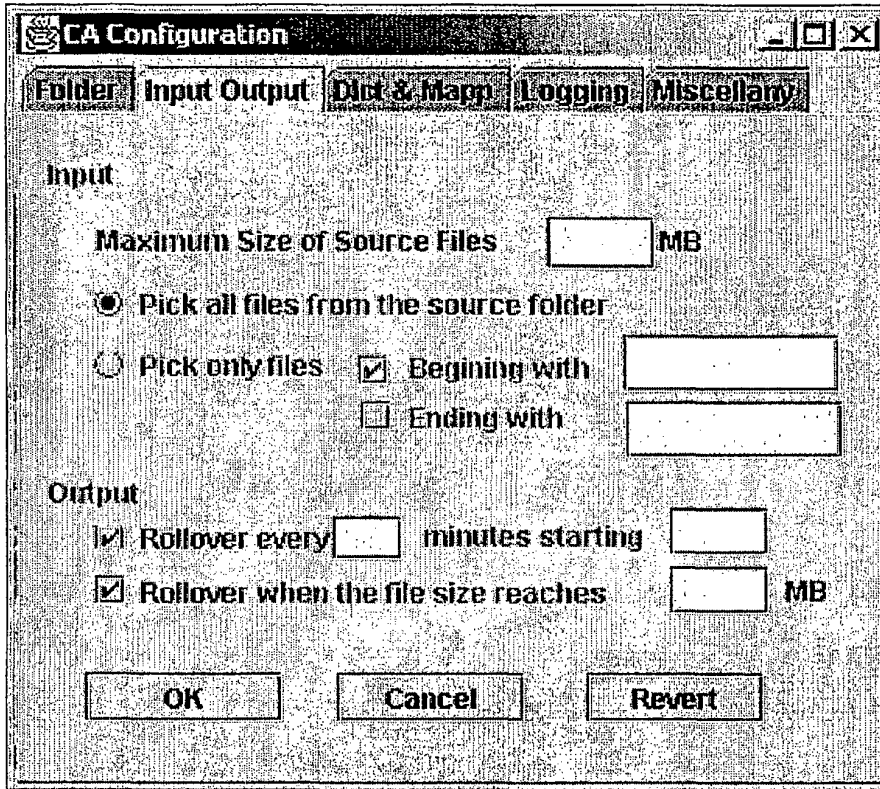 CA Configuration
Folder Input Output Dict & Mapp Logging Miscellany
Input
Maximum Size of Source Files MB
Pick all files from the source folder
Pick only files Begining with
Ending with
Output
Rollover every minutes starting
Rollover when the file size reaches MB
OK Cancel Revert